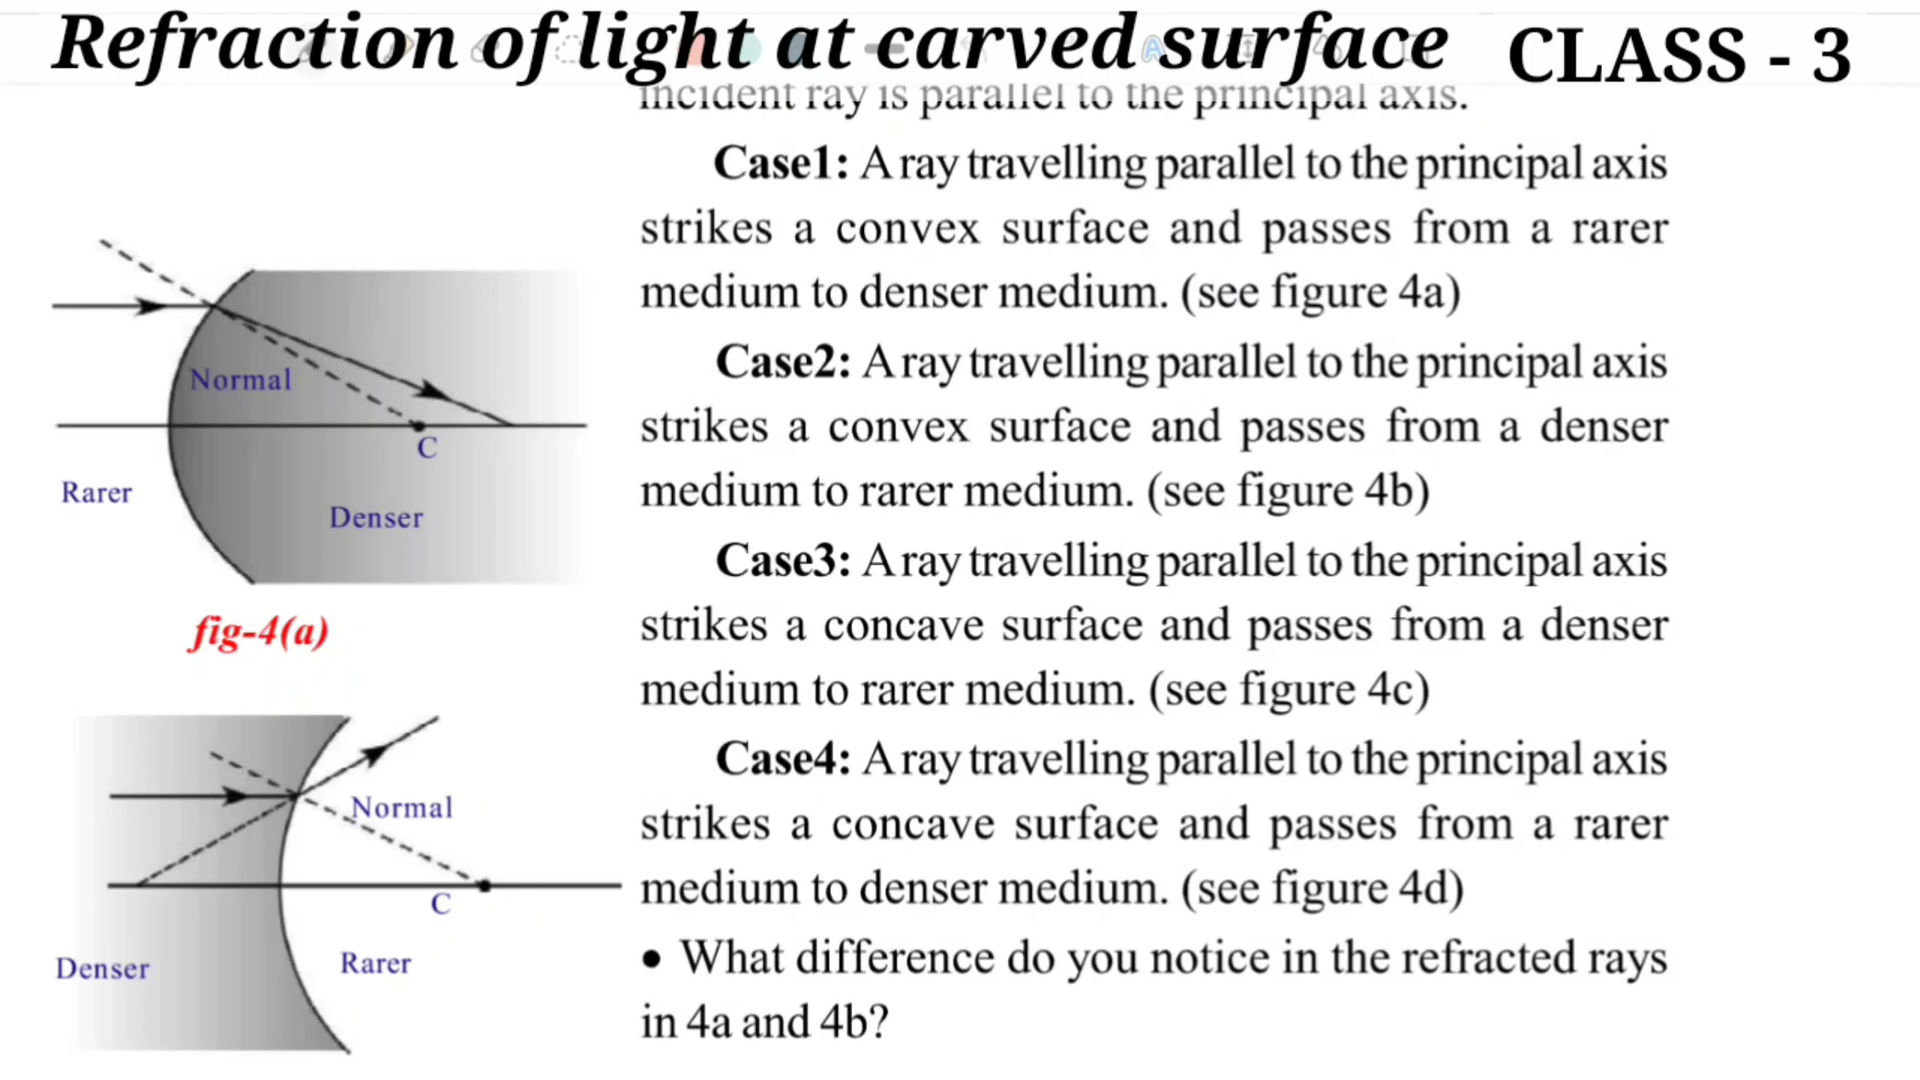 Refraction of light at carved surface CLASS - 3
incident ray is parallel to the principal axis.
Case1: A ray travelling parallel to the principal axis
strikes a convex surface and passes from a rarer
medium to denser medium. (see figure 4a)
Case2: A ray travelling parallel to the principal axis
strikes a convex surface and passes from a denser
medium to rarer medium. (see figure 4b)
Case3: A ray travelling parallel to the principal axis
strikes a concave surface and passes from a denser
medium to rarer medium. (see figure 4c)
Case4: A ray travelling parallel to the principal axis
strikes a concave surface and passes from a rarer
medium to denser medium. (see figure 4d)
• What difference do you notice in the refracted rays
in 4a and 4b?
Normal
C
Rarer
Denser
fig-4(a)
Normal
C
Denser
Rarer